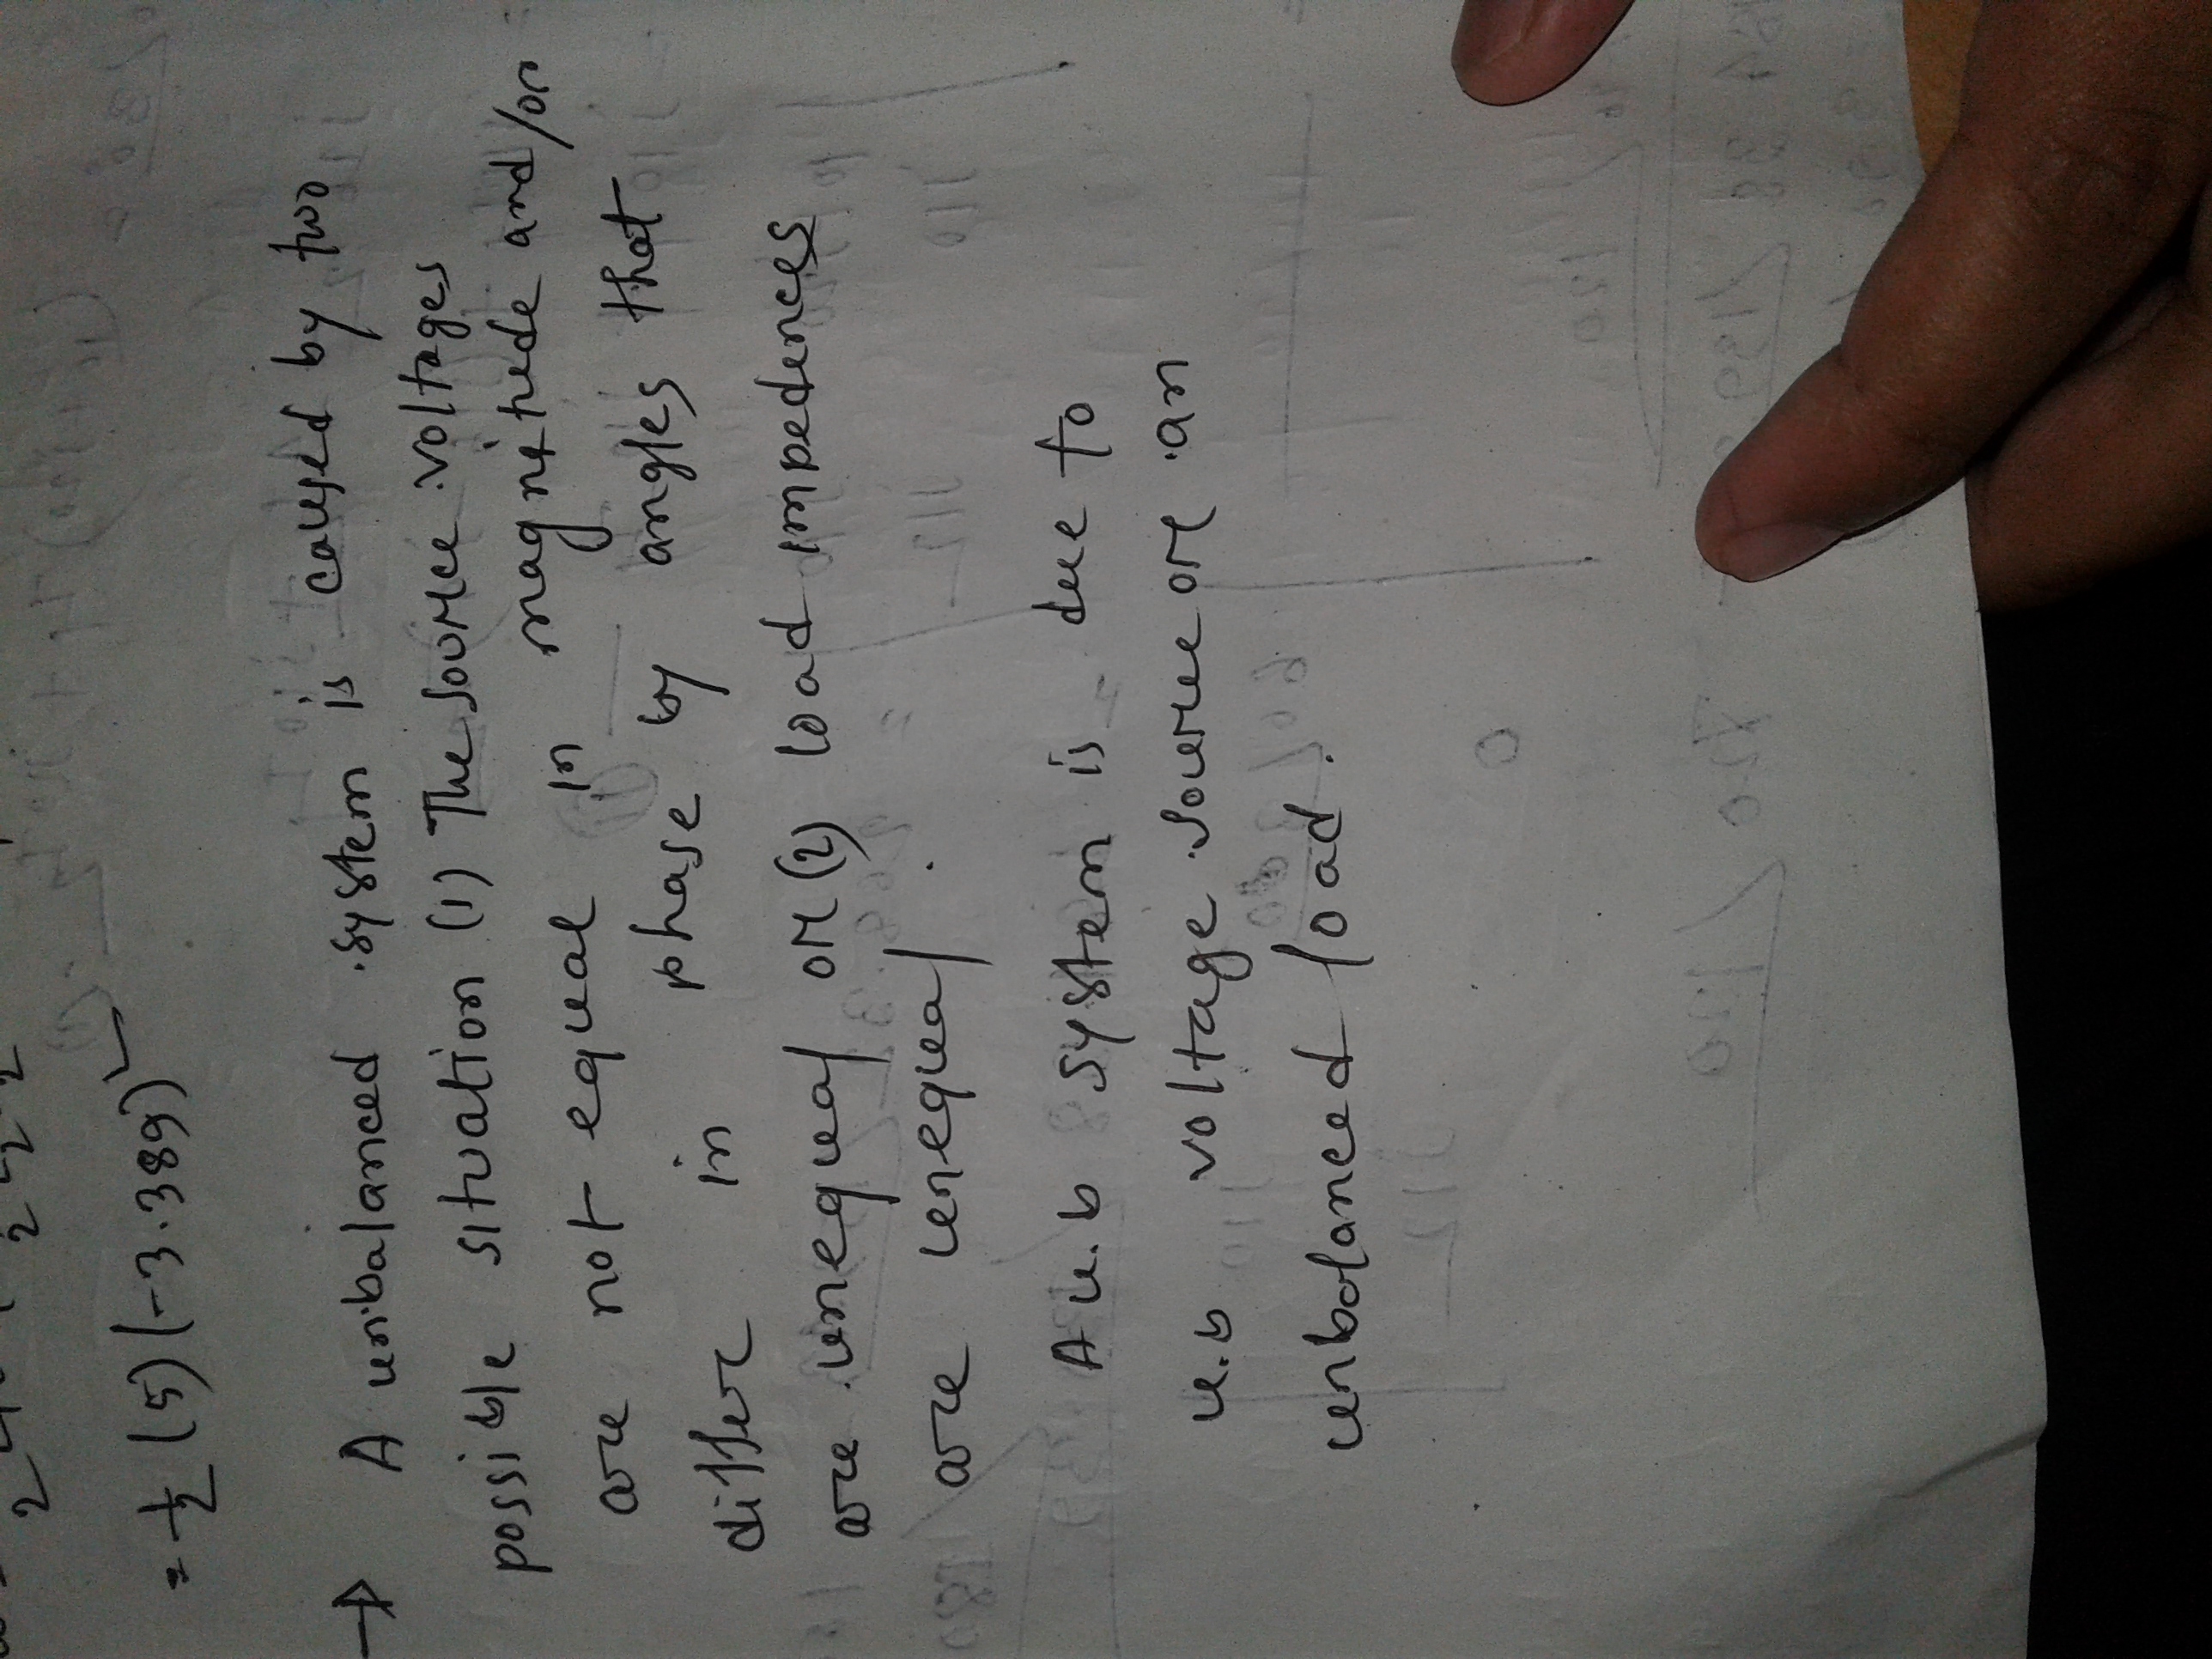 = 1/2 (5) (-3.389)²
→ A unbalanced system is caused by two
possible situation (1) The source voltages
are not equal in magnitude and/or
differ in phase by angles that
are unequal or (2) load impedences
are unequal.
A u.b system is due to
u.b voltage source or an
unbalanced load.